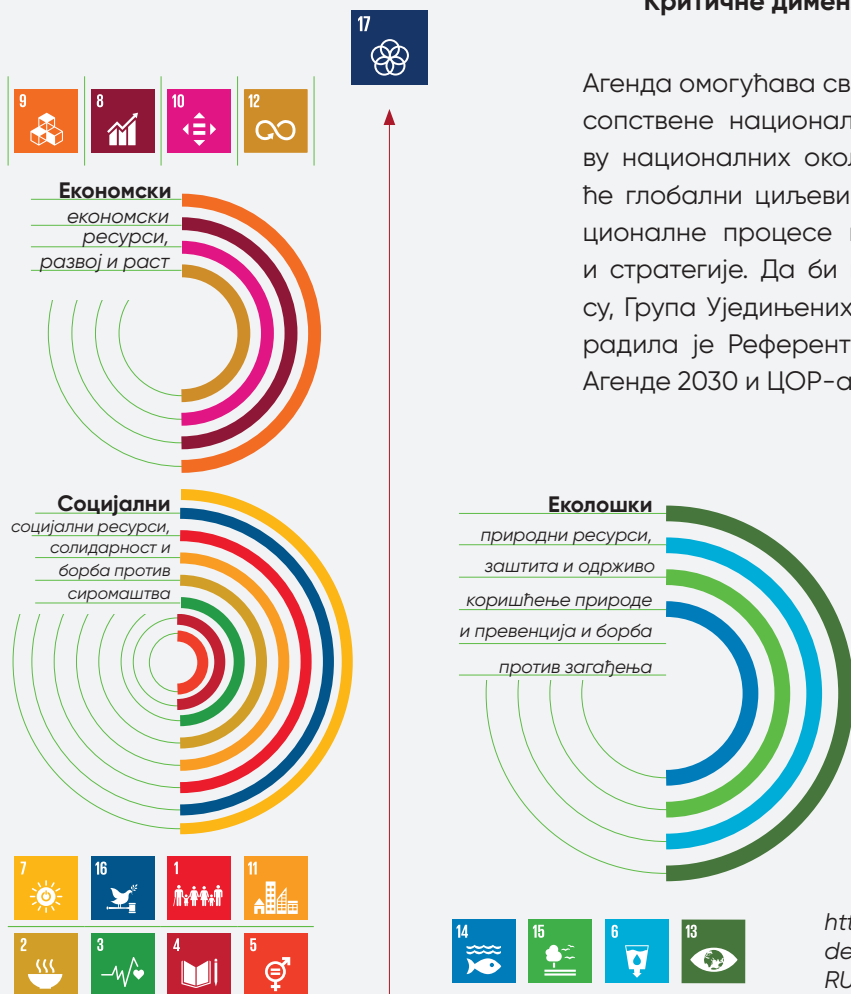 17
9
8
10
12
Економски
економски
ресурси,
развој и раст
Социјални
социјални ресурси,
солидарност и
борба против
сиромаштва
7
16
1
11
2
3
4
5
Критичне димен
Агенда омогућава св
сопствене национал
ву националних окол
ће глобални циљеви
ционалне процесе
и стратегије. Да би
су, Група Уједињених
радила је Референт
Агенде 2030 и ЦОР-а
Еколошки
природни ресурси,
заштита и одрживо
коришћење природе
и превенција и борба
против загађења
14
15
6
13
htt
de
RU